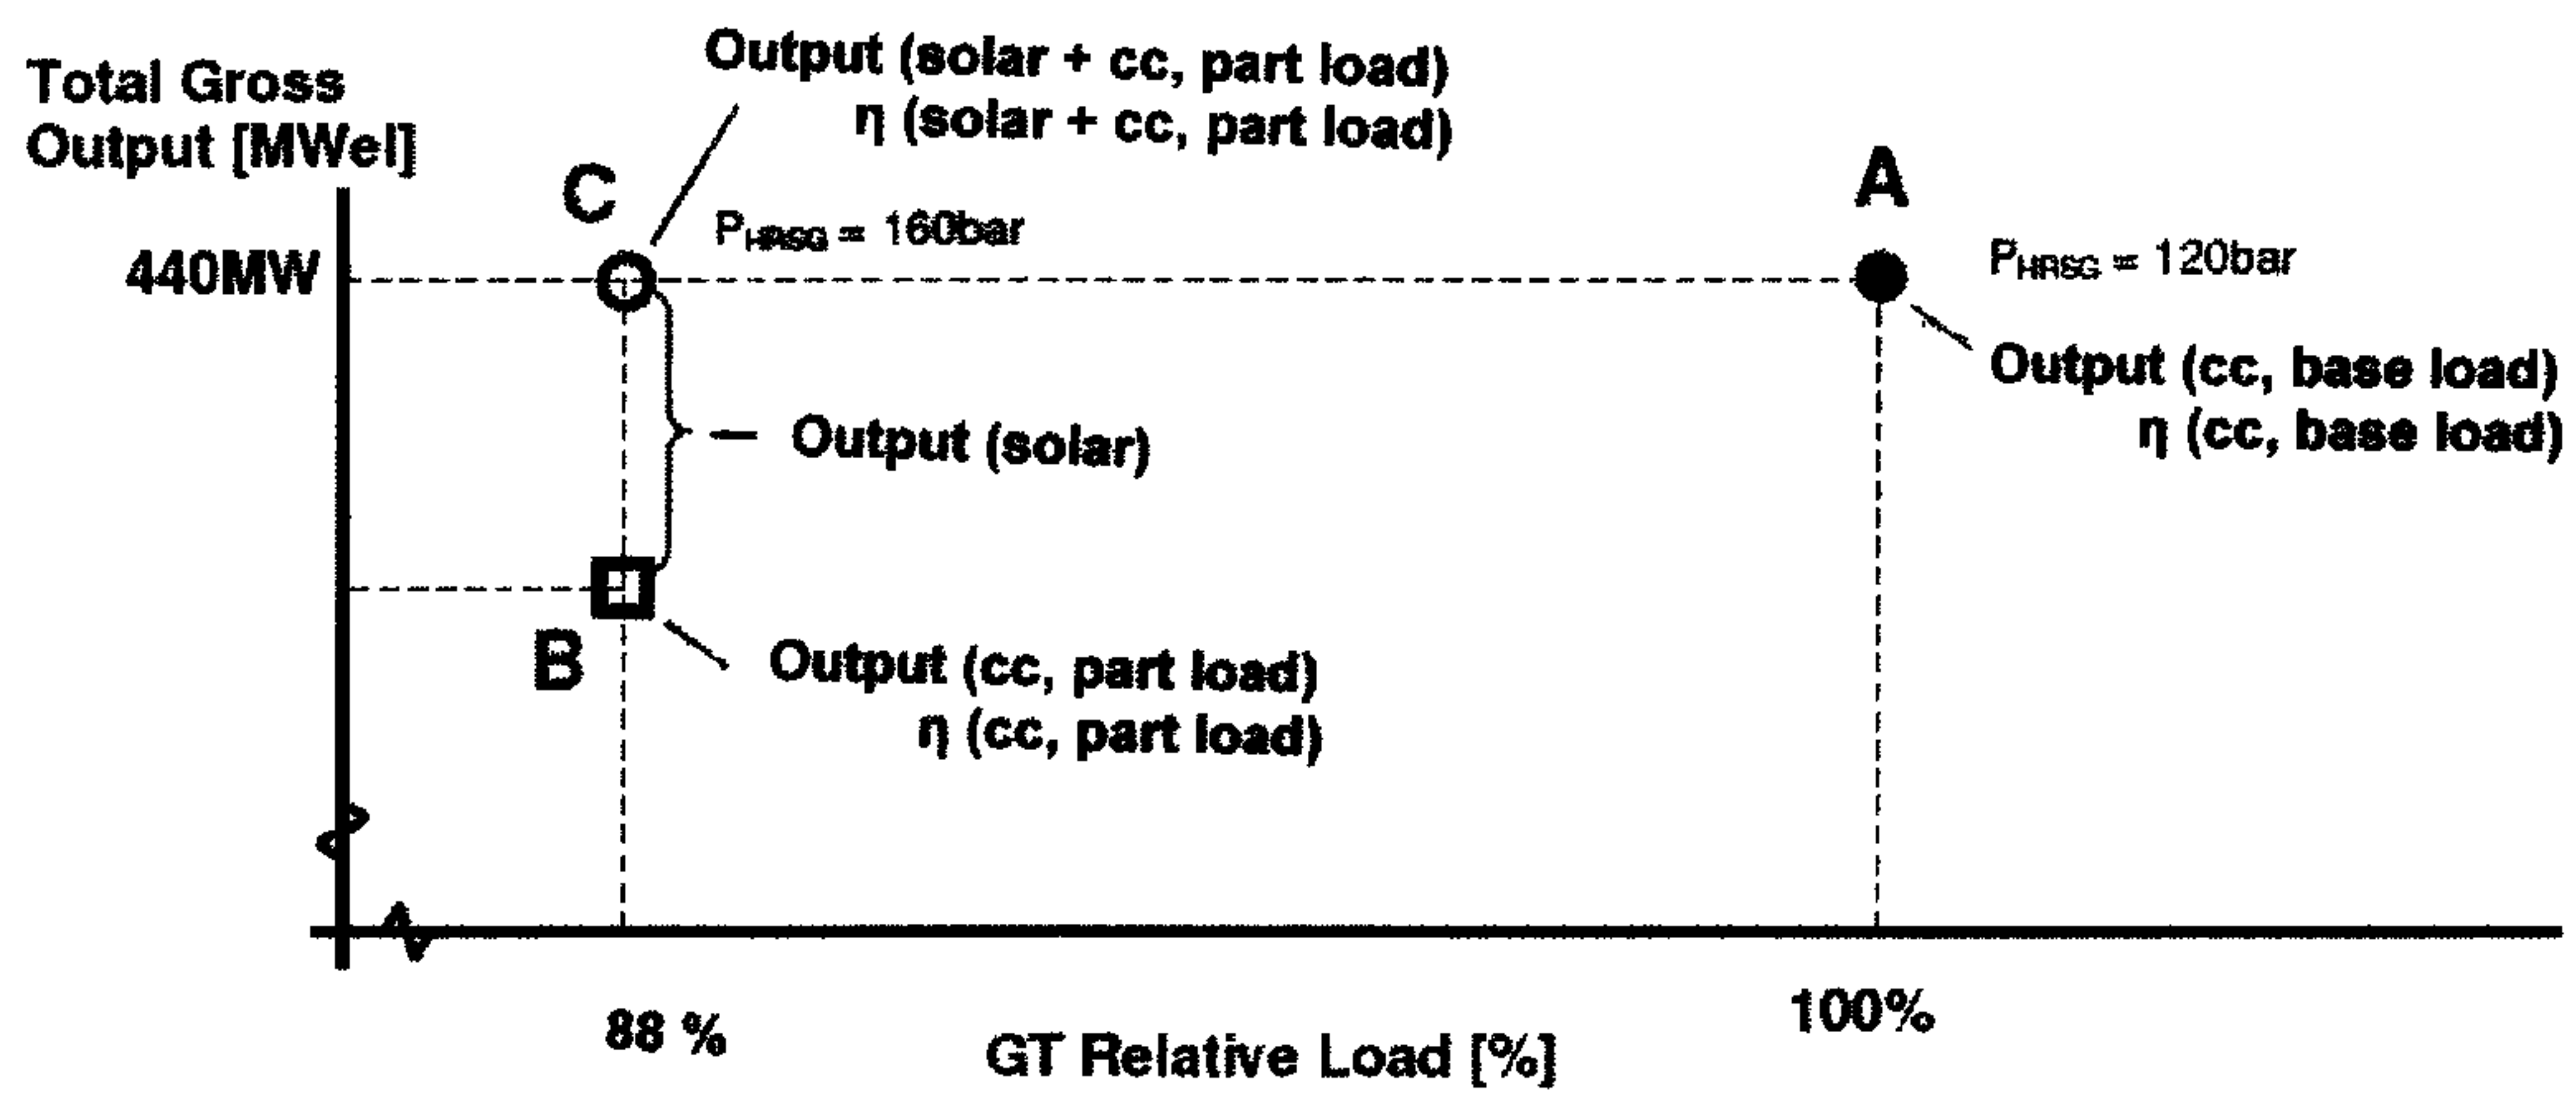 Output (solar + cc, part load)
η (solar + cc, part load)
Total Gross
Output [MWel]
C
A
P_HRSG = 160bar
P_HRSG = 120bar
440MW
Output (cc, base load)
η (cc, base load)
Output (solar)
B
Output (cc, part load)
η (cc, part load)
88 %
100%
GT Relative Load [%]